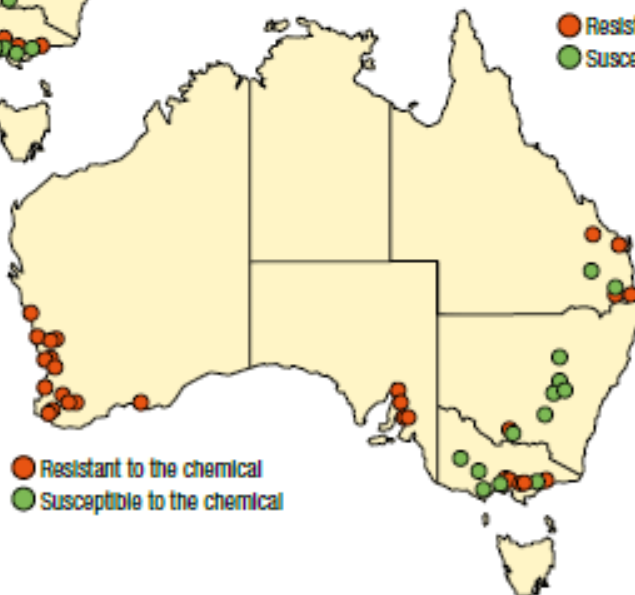 Resistant to the chemical
Susceptible to the chemical